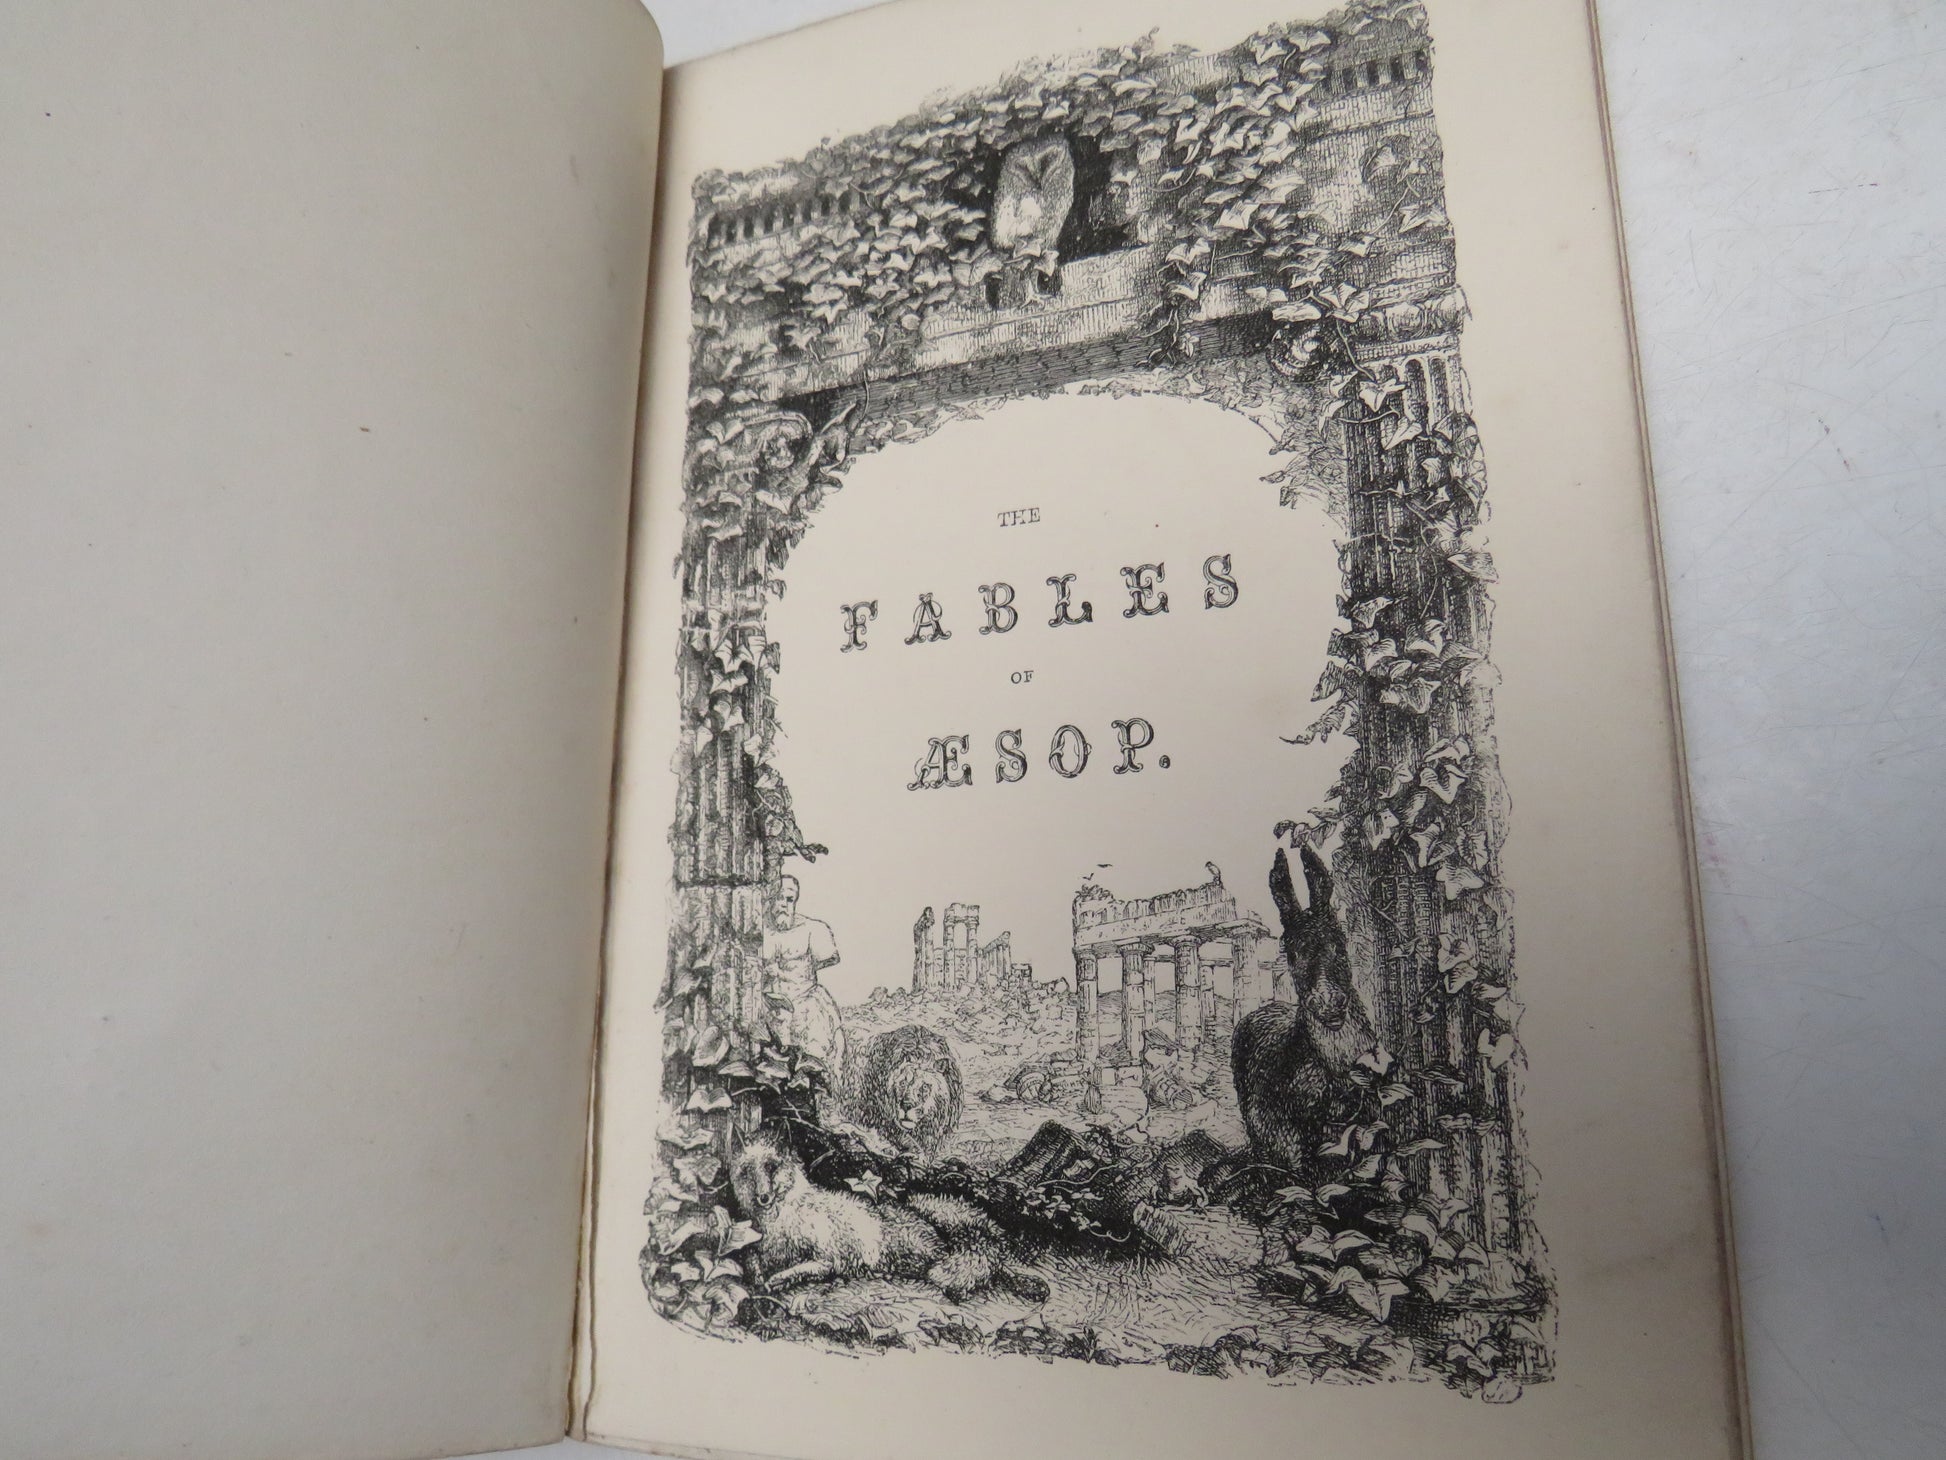 THE
FABLES
OF
ÆSOP.